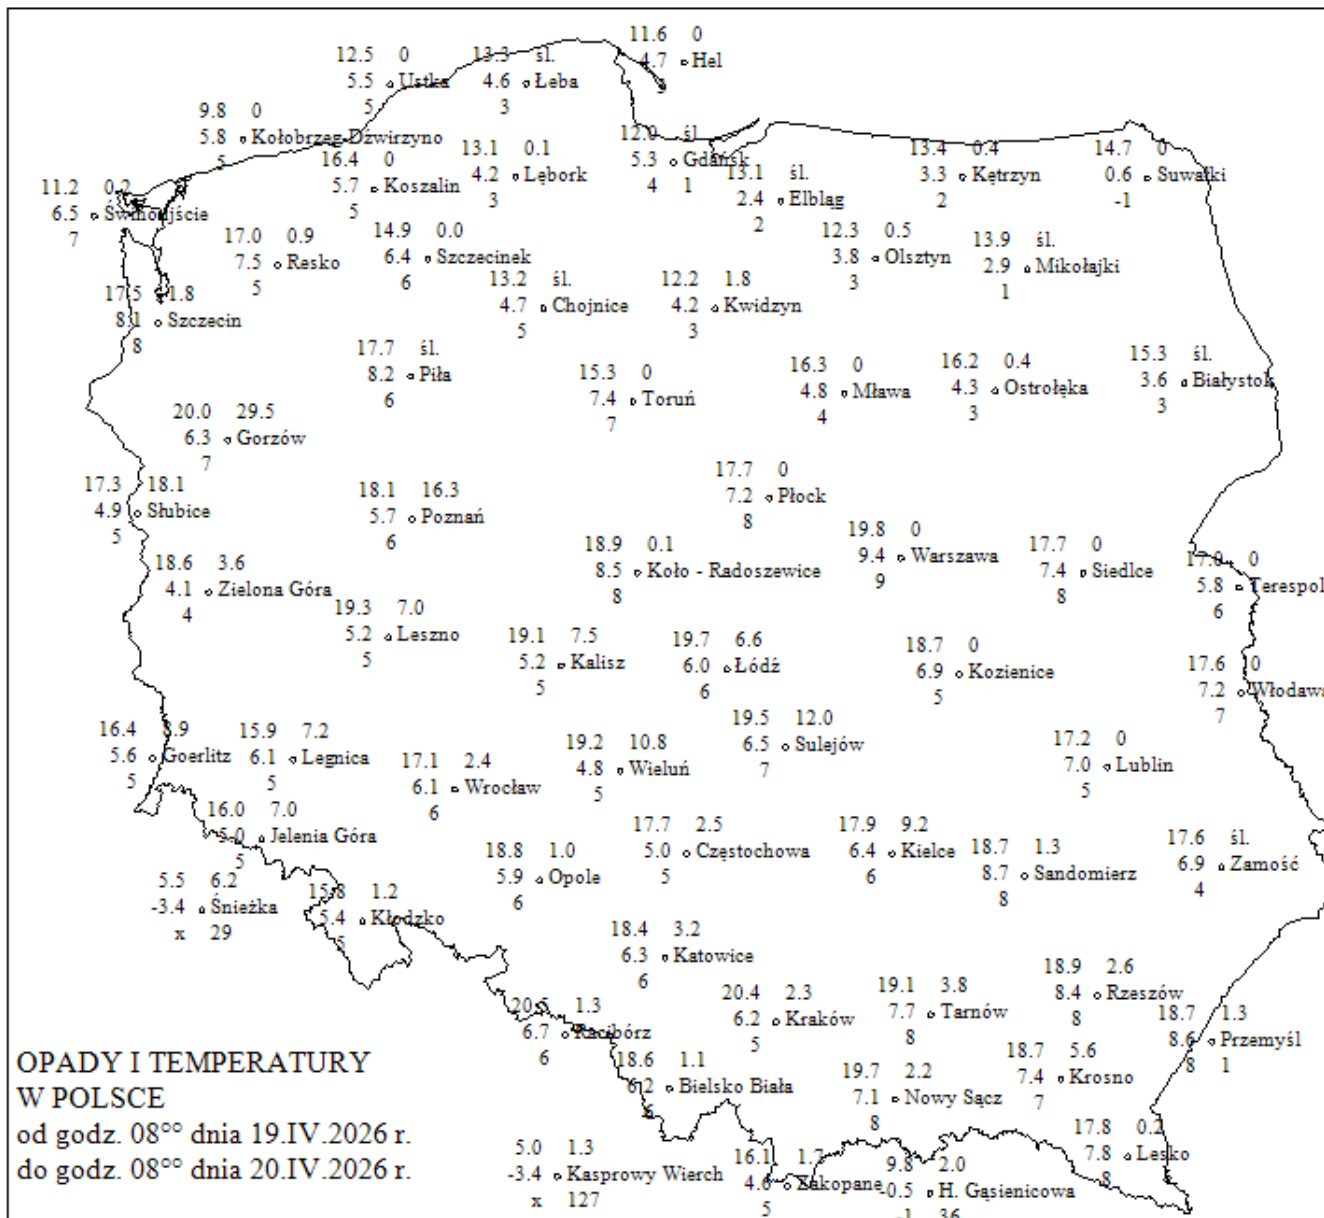 11.6 0
4.7 Hel
3
12.5 0
5.5 Ustka
5
13.3 śl.
4.6 Łeba
3
9.8 0
5.8 Kołobrzeg-Dźwirzyno
5
16.4 0
5.7 Koszalin
5
13.1 0.1
4.2 Lębork
3
12.0 śl.
5.3 Gdańsk
4 1
13.1 śl.
2.4 Elbląg
2
13.4 0.4
3.3 Kętrzyn
2
14.7 0
0.6 Suwałki
-1
11.2 0.2
6.5 Świnoujście
7
17.0 0.9
7.5 Resko
5
14.9 0.0
6.4 Szczecinek
6
12.3 0.5
3.8 Olsztyn
3
13.9 śl.
2.9 Mikołajki
1
17.5 1.8
8.1 Szczecin
8
13.2 śl.
4.7 Chojnice
5
12.2 1.8
4.2 Kwidzyn
3
17.7 śl.
8.2 Piła
6
15.3 0
7.4 Toruń
7
16.3 0
4.8 Mława
4
16.2 0.4
4.3 Ostrołęka
3
15.3 śl.
3.6 Białystok
3
20.0 29.5
6.3 Gorzów
7
17.3 18.1
4.9 Słubice
5
18.1 16.3
5.7 Poznań
6
17.7 0
7.2 Płock
8
18.6 3.6
4.1 Zielona Góra
4
18.9 0.1
8.5 Koło - Radoszewice
8
19.8 0
9.4 Warszawa
9
17.7 0
7.4 Siedlce
8
17.0 0
5.8 Terespol
6
19.3 7.0
5.2 Leszno
5
19.1 7.5
5.2 Kalisz
5
19.7 6.6
6.0 Łódź
6
18.7 0
6.9 Kozienice
5
17.6 0
7.2 Włodawa
7
16.4 8.9
5.6 Goerlitz
5
15.9 7.2
6.1 Legnica
5
17.1 2.4
6.1 Wrocław
6
19.2 10.8
4.8 Wieluń
5
19.5 12.0
6.5 Sulejów
7
17.2 0
7.0 Lublin
5
16.0 7.0
5.0 Jelenia Góra
5
18.8 1.0
5.9 Opole
6
17.7 2.5
5.0 Częstochowa
5
17.9 9.2
6.4 Kielce
6
18.7 1.3
8.7 Sandomierz
8
17.6 śl.
6.9 Zamość
4
5.5 6.2
-3.4 Śnieżka
x 29
15.8 1.2
5.4 Kłodzko
5
18.4 3.2
6.3 Katowice
6
20.5 1.3
6.7 Racibórz
6
20.4 2.3
6.2 Kraków
5
19.1 3.8
7.7 Tarnów
8
18.9 2.6
8.4 Rzeszów
8
18.7 1.3
8.6 Przemyśl
8 1
18.6 1.1
6.2 Bielsko Biała
6
19.7 2.2
7.1 Nowy Sącz
8
18.7 5.6
7.4 Krosno
7
17.8 0.2
7.8 Lesko
8
5.0 1.3
-3.4 Kasprowy Wierch
x 127
16.1 1.7
4.6 Zakopane
5
9.8 2.0
-0.5 H. Gąsienicowa
-1 36
OPADY I TEMPERATURY
W POLSCE
od godz. 08°° dnia 19.IV.2026 r.
do godz. 08°° dnia 20.IV.2026 r.